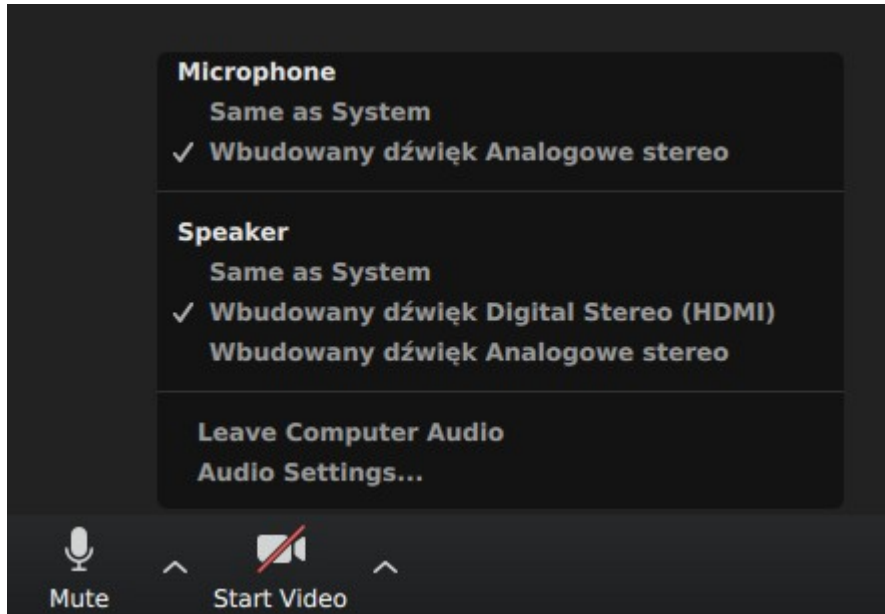 Microphone
Same as System
✓ Wbudowany dźwięk Analogowe stereo
Speaker
Same as System
✓ Wbudowany dźwięk Digital Stereo (HDMI)
Wbudowany dźwięk Analogowe stereo
Leave Computer Audio
Audio Settings...
Mute Start Video